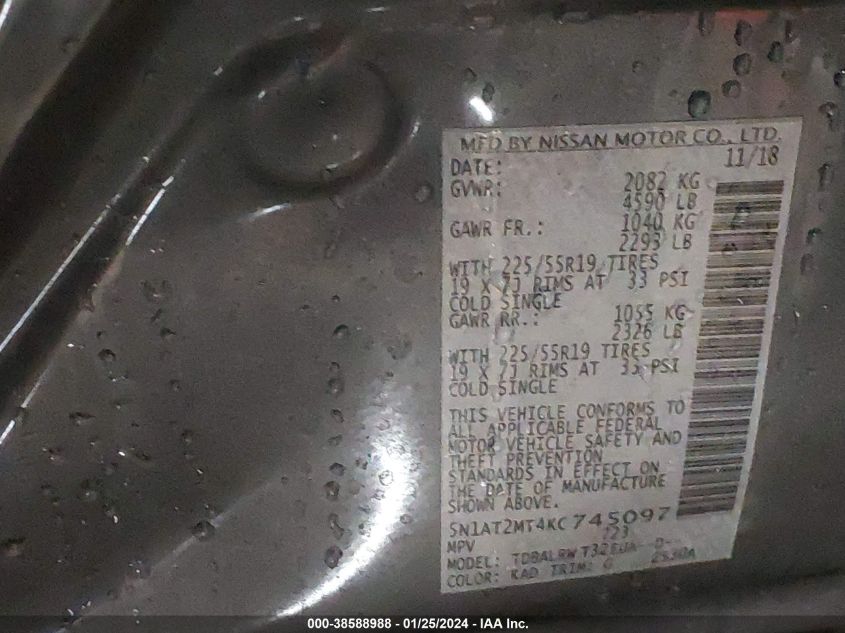 MFD BY NISSAN MOTOR CO., LTD.
DATE: 11/18
GVWR: 2082 KG
4590 LB
GAWR FR.: 1040 KG
2293 LB
WITH 225/55R19 TIRES
19 X 7J RIMS AT 33 PSI
COLD SINGLE
GAWR RR.: 1055 KG
2326 LB
WITH 225/55R19 TIRES
19 X 7J RIMS AT 33 PSI
COLD SINGLE
THIS VEHICLE CONFORMS TO
ALL APPLICABLE FEDERAL
MOTOR VEHICLE SAFETY AND
THEFT PREVENTION
STANDARDS IN EFFECT ON
THE DATE OF MANUFACTURE
SHOWN ABOVE.
5N1AT2MT4KC745097
MPV 723
MODEL:
COLOR: KAD TRIM: G
000-38588988 - 01/25/2024 - IAA Inc.